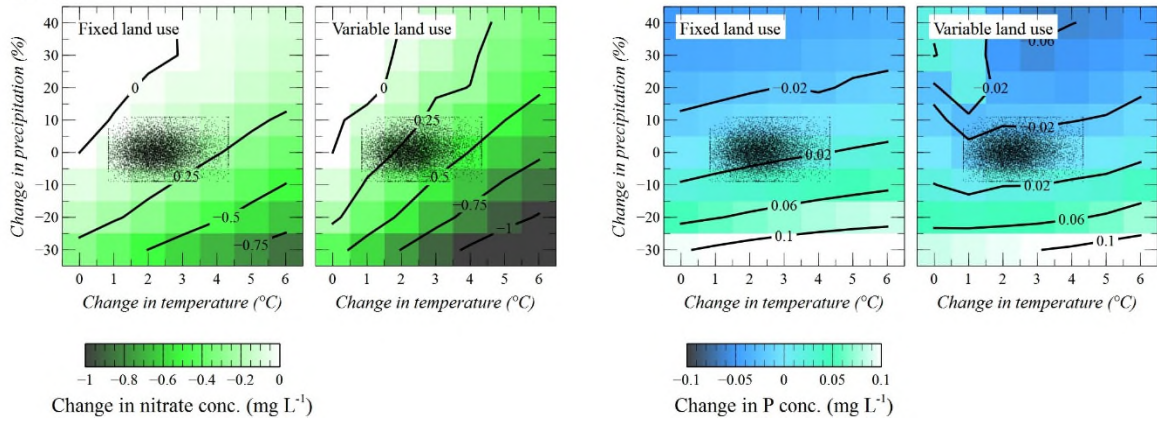 Fixed land use
Variable land use
Fixed land use
Variable land use
40
30
20
10
0
−10
−20
−30
Change in precipitation (%)
0
0.25
−0.5
−0.75
0
0.25
−0.5
−0.75
−1
0 1 2 3 4 5 6
0 1 2 3 4 5 6
Change in temperature (°C)
Change in temperature (°C)
40
30
20
10
0
−10
−20
−30
Change in precipitation (%)
−0.02
0.02
0.06
0.1
0.06
−0.02
−0.02
0.02
0.06
0.1
0 1 2 3 4 5 6
0 1 2 3 4 5 6
Change in temperature (°C)
Change in temperature (°C)
−1 −0.8 −0.6 −0.4 −0.2 0
Change in nitrate conc. (mg L⁻¹)
−0.1 −0.05 0 0.05 0.1
Change in P conc. (mg L⁻¹)